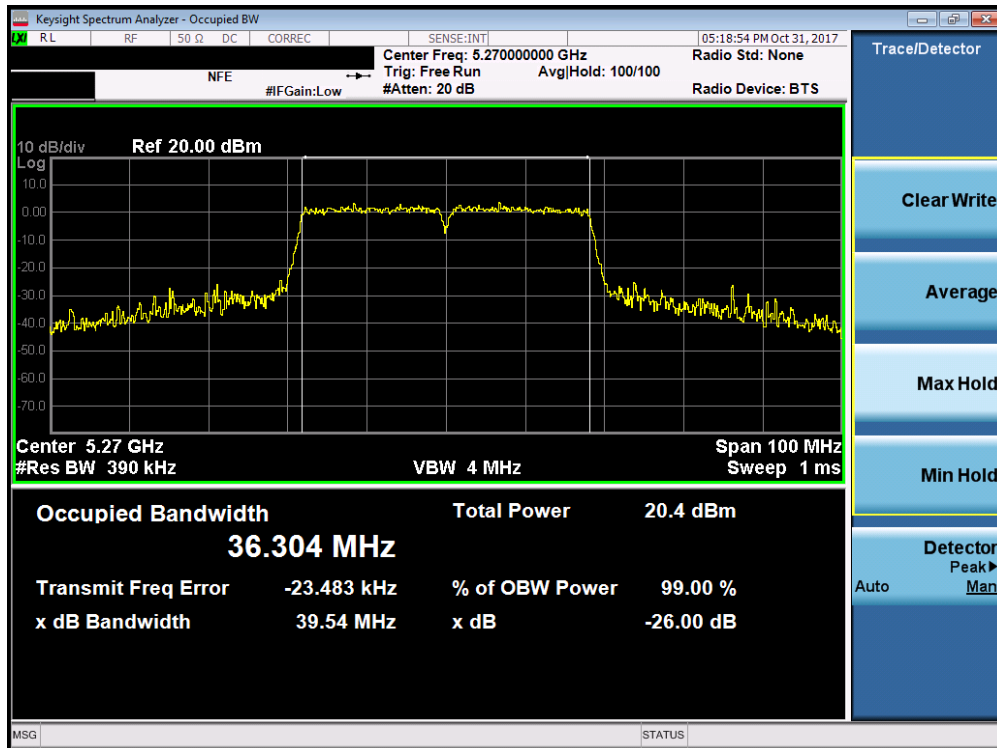 Keysight Spectrum Analyzer - Occupied BW
LXI RL RF 50 Ω DC CORREC SENSE:INT 05:18:54 PM Oct 31, 2017
Center Freq: 5.270000000 GHz Radio Std: None
NFE Trig: Free Run Avg|Hold: 100/100
#IFGain:Low #Atten: 20 dB Radio Device: BTS
10 dB/div Ref 20.00 dBm
Log
10.0
0.00
-10.0
-20.0
-30.0
-40.0
-50.0
-60.0
-70.0
Center 5.27 GHz Span 100 MHz
#Res BW 390 kHz VBW 4 MHz Sweep 1 ms
Occupied Bandwidth Total Power 20.4 dBm
36.304 MHz
Transmit Freq Error -23.483 kHz % of OBW Power 99.00 %
x dB Bandwidth 39.54 MHz x dB -26.00 dB
MSG STATUS
Trace/Detector
Clear Write
Average
Max Hold
Min Hold
Detector
Peak
Auto Man